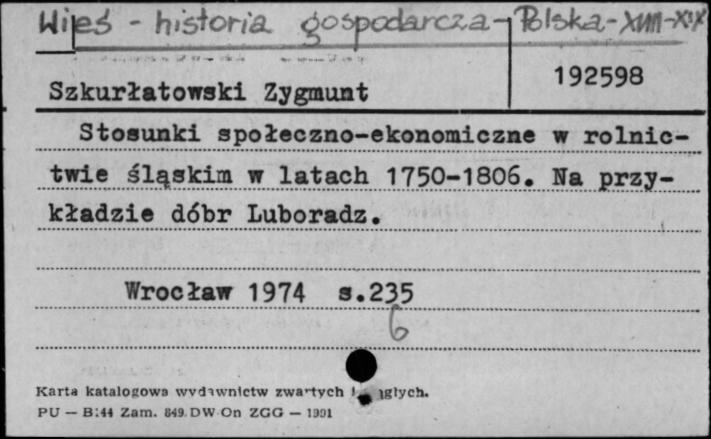 Wieś - historia gospodarcza - Polska - XVIII-XIX
192598
Szkurłatowski Zygmunt
Stosunki społeczno-ekonomiczne w rolnic-
twie śląskim w latach 1750-1806. Na przy-
kładzie dóbr Luboradz.
Wrocław 1974 s.235
6
Karta katalogowa wydawnictw zwartych i ciągłych.
PU — B:44 Zam. 849. DW On ZGG — 1991